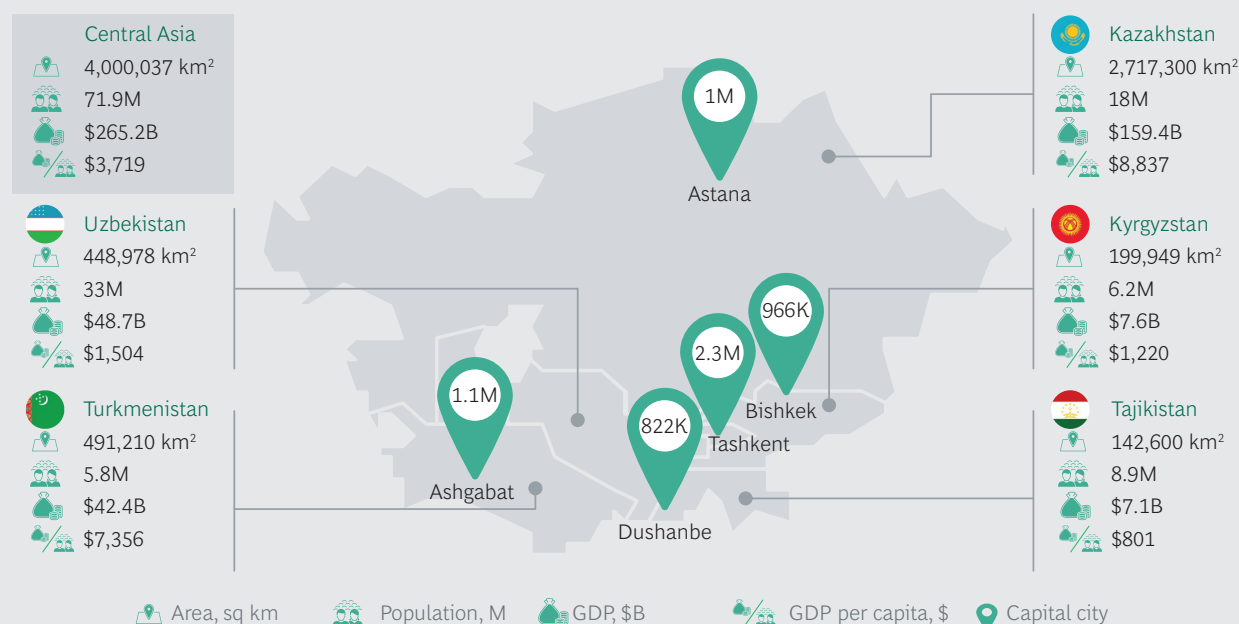 Central Asia
4,000,037 km²
71.9M
$265.2B
$3,719
Uzbekistan
448,978 km²
33M
$48.7B
$1,504
Turkmenistan
491,210 km²
5.8M
$42.4B
$7,356
1M
Astana
966K
Bishkek
2.3M
Tashkent
1.1M
Ashgabat
822K
Dushanbe
Kazakhstan
2,717,300 km²
18M
$159.4B
$8,837
Kyrgyzstan
199,949 km²
6.2M
$7.6B
$1,220
Tajikistan
142,600 km²
8.9M
$7.1B
$801
Area, sq km
Population, M
GDP, $B
GDP per capita, $
Capital city